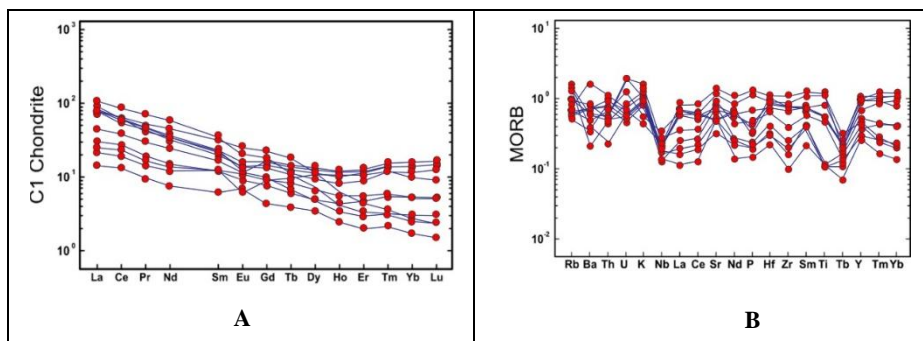 C1 Chondrite
10³
10²
10¹
10⁰
La Ce Pr Nd Sm Eu Gd Tb Dy Ho Er Tm Yb Lu
A
MORB
10¹
10⁰
10⁻¹
10⁻²
Rb Ba Th U K Nb La Ce Sr Nd P Hf Zr Sm Ti Tb Y Tm Yb
B